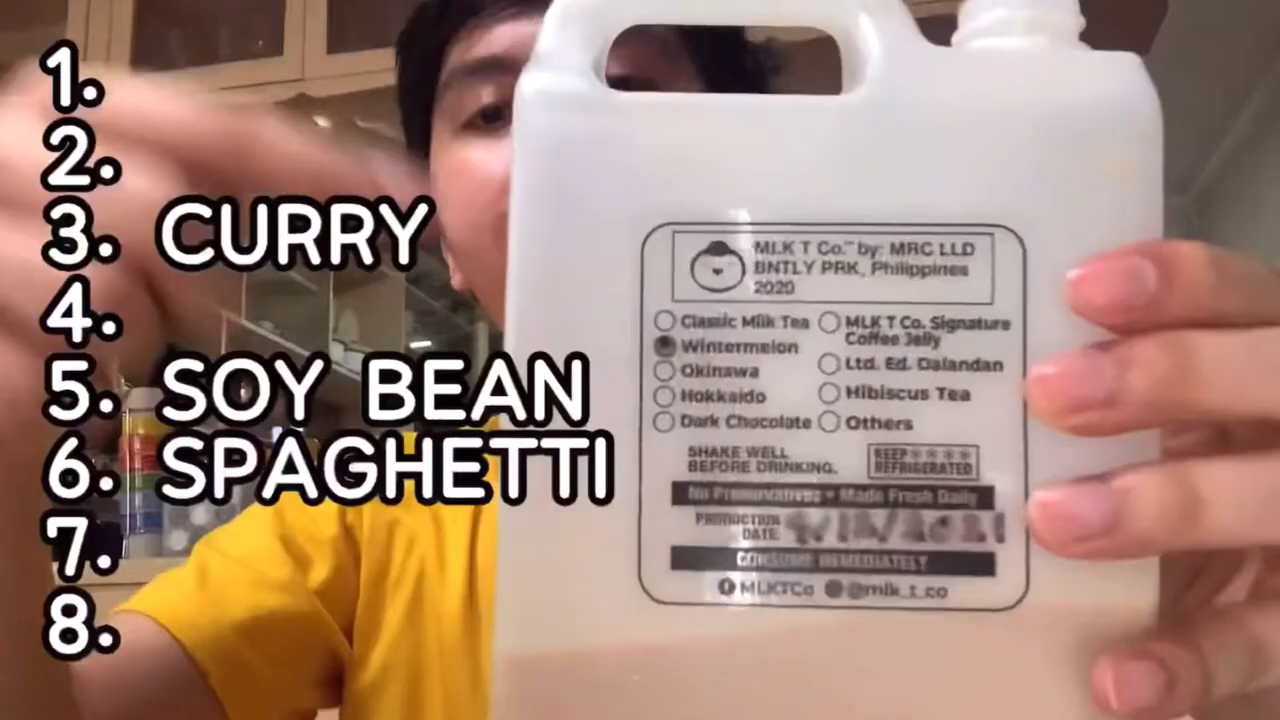 1.
2.
3. CURRY
4.
5. SOY BEAN
6. SPAGHETTI
7.
8.
MLK T Co.™ by: MRC LLD
BNTLY PRK, Philippines
2020
Classic Milk Tea
Wintermelon
Okinawa
Hokkaido
Dark Chocolate
MLK T Co. Signature
Coffee Jelly
Ltd. Ed. Dalandan
Hibiscus Tea
Others
SHAKE WELL
BEFORE DRINKING.
KEEP
REFRIGERATED
No Preservatives • Made Fresh Daily
PRODUCTION
DATE:
CONSUME IMMEDIATELY
MLKTCo @mlk_t_co